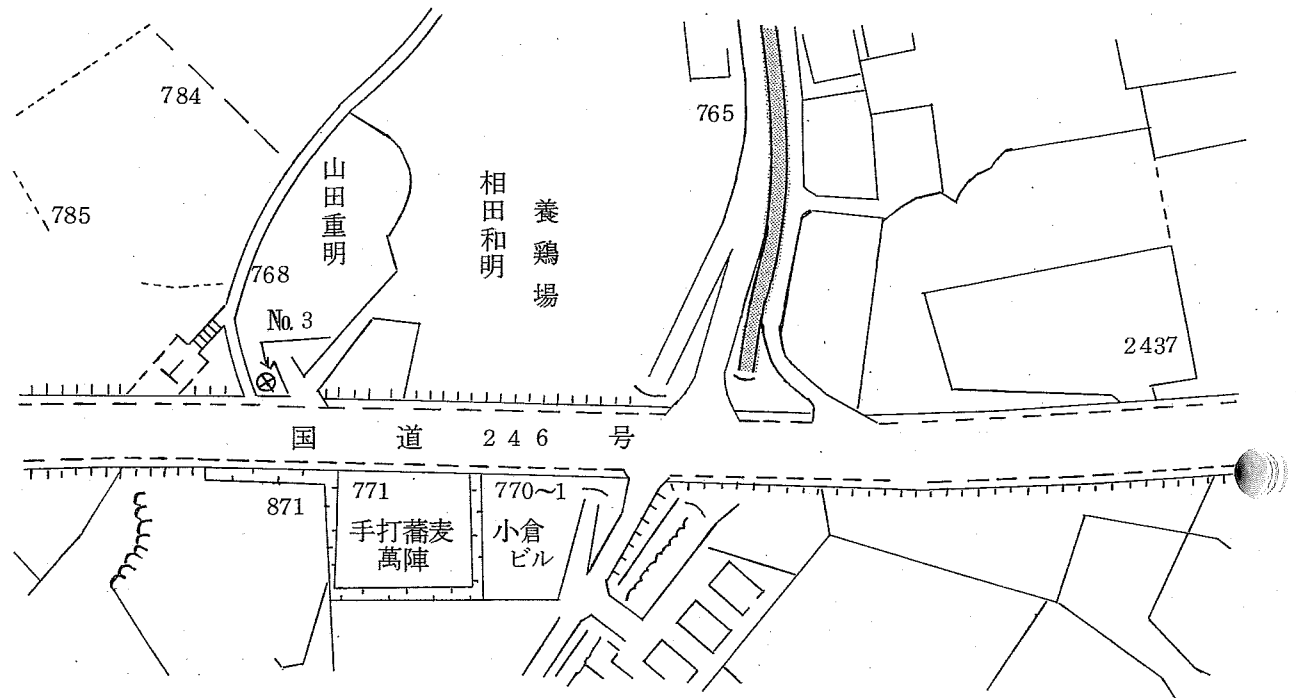 784
765
785
山田重明
相田和明
養鶏場
768
No. 3
2437
国道246号
871
771
手打蕎麦
萬陣
770~1
小倉
ビル